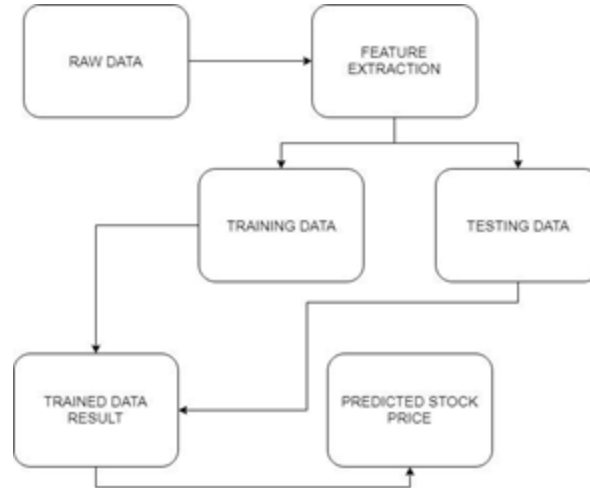 RAW DATA
FEATURE
EXTRACTION
TRAINING DATA
TESTING DATA
TRAINED DATA
RESULT
PREDICTED STOCK
PRICE